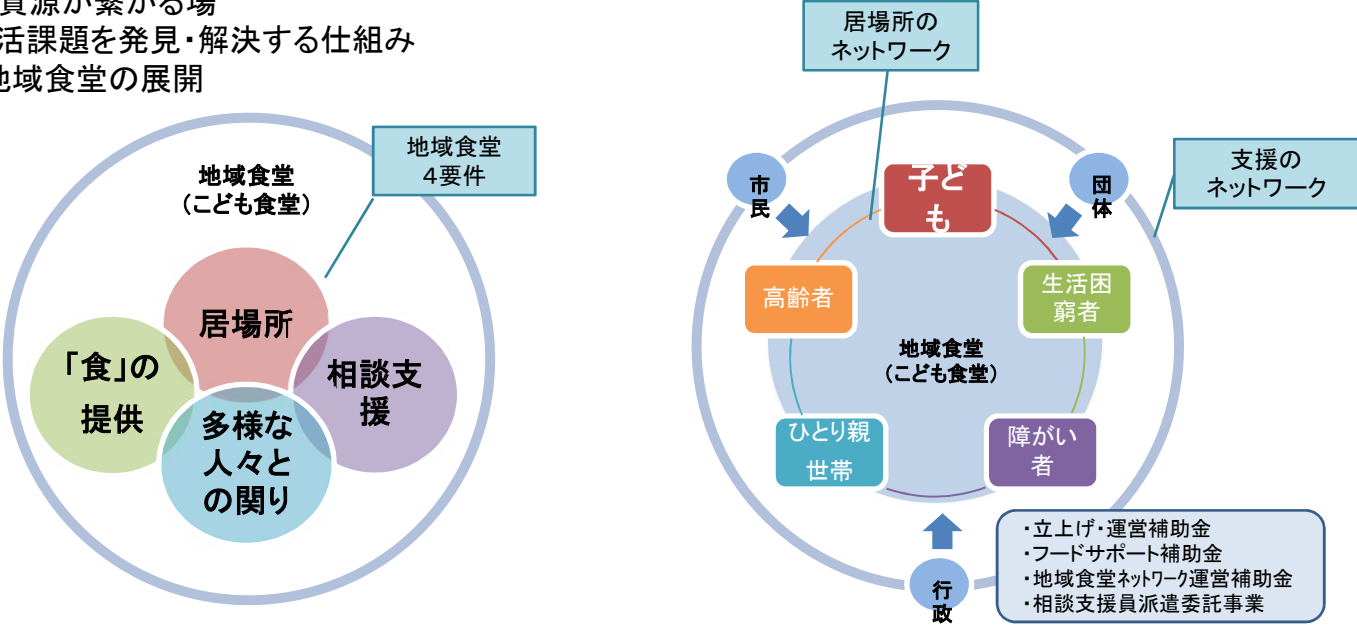 資源が繋がる場
活課題を発見・解決する仕組み
地域食堂の展開
地域食堂
４要件
地域食堂
（こども食堂）
居場所
「食」の
提供
相談支
援
多様な
人々と
の関り
居場所の
ネットワーク
支援の
ネットワーク
市
民
団
体
子ど
も
高齢者
生活困
窮者
地域食堂
（こども食堂）
ひとり親
世帯
障がい
者
行
政
・立上げ・運営補助金
・フードサポート補助金
・地域食堂ﾈｯﾄﾜｰｸ運営補助金
・相談支援員派遣委託事業